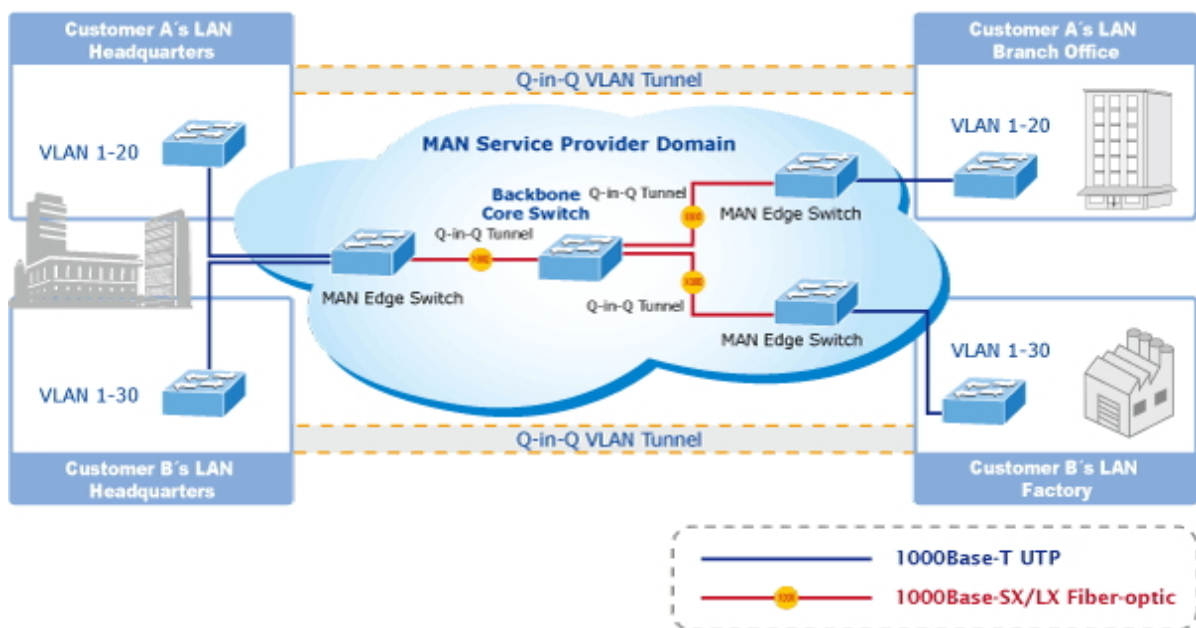 Customer A´s LAN
Headquarters
Customer A´s LAN
Branch Office
Q-in-Q VLAN Tunnel
VLAN 1-20
MAN Service Provider Domain
VLAN 1-20
Q-in-Q Tunnel
Backbone
Core Switch
MAN Edge Switch
Q-in-Q Tunnel
MAN Edge Switch
Q-in-Q Tunnel
MAN Edge Switch
VLAN 1-30
VLAN 1-30
Q-in-Q VLAN Tunnel
Customer B´s LAN
Headquarters
Customer B´s LAN
Factory
1000Base-T UTP
1000Base-SX/LX Fiber-optic